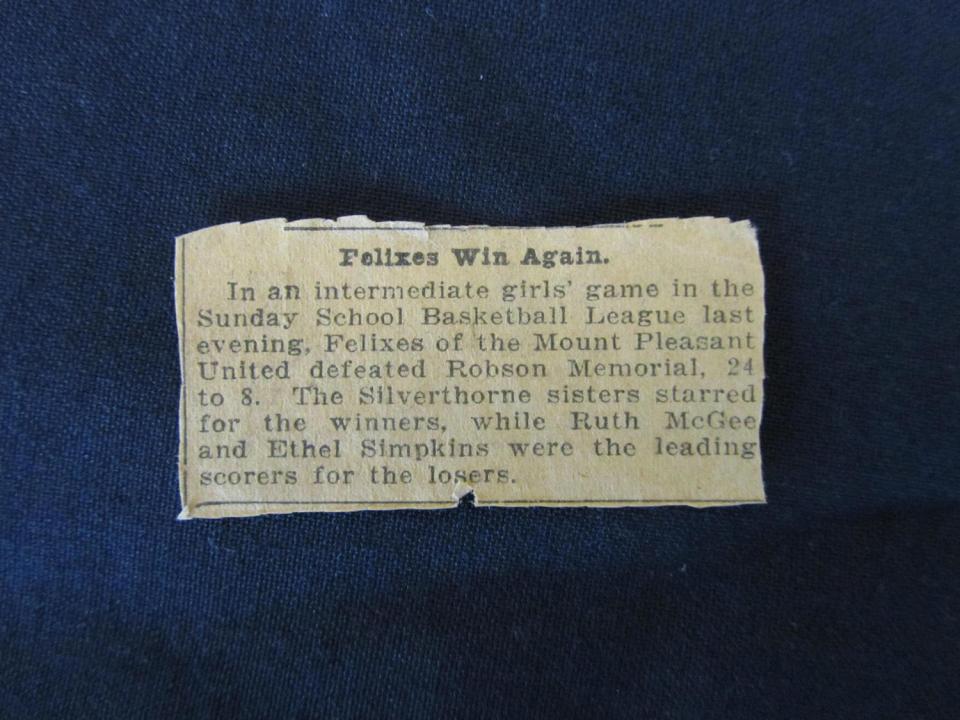 Felixes Win Again.
In an intermediate girls' game in the
Sunday School Basketball League last
evening, Felixes of the Mount Pleasant
United defeated Robson Memorial, 24
to 8. The Silverthorne sisters starred
for the winners, while Ruth McGee
and Ethel Simpkins were the leading
scorers for the losers.